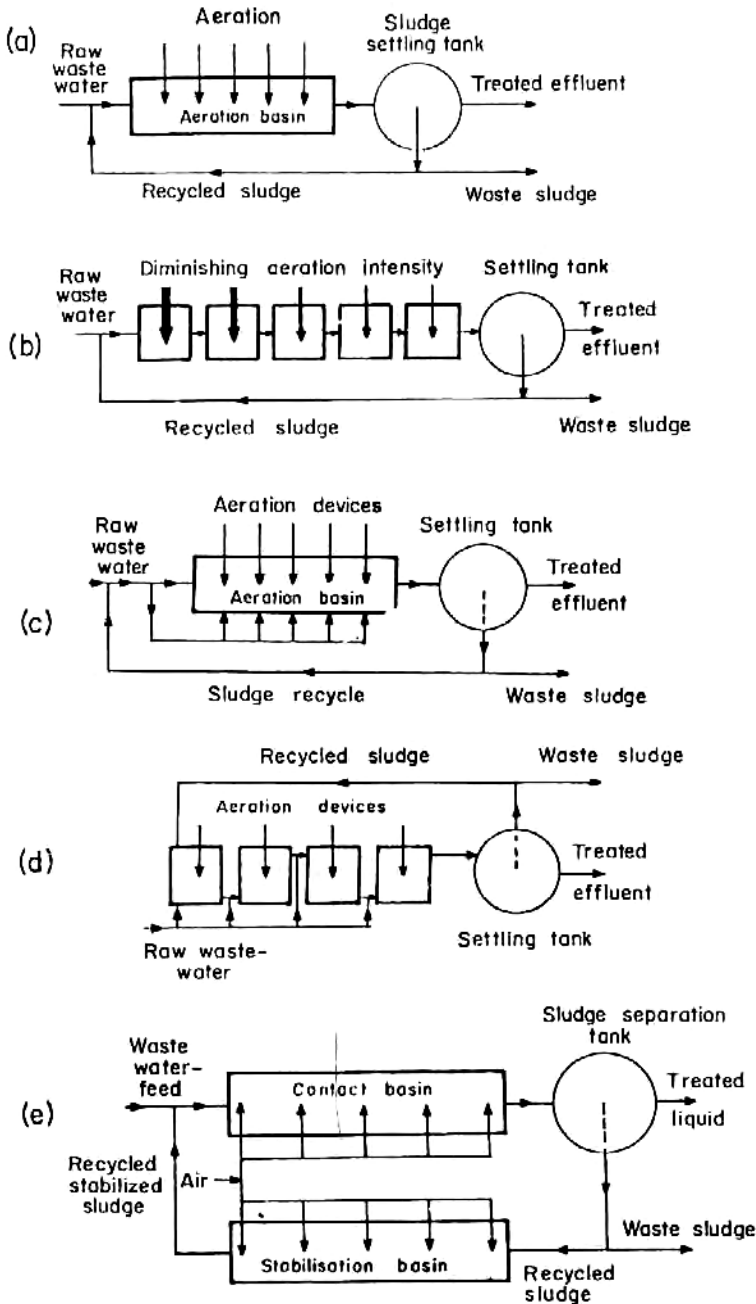 (a)
Aeration
Sludge
settling tank
Raw
waste
water
Aeration basin
Treated effluent
Recycled sludge
Waste sludge
(b)
Raw
waste
water
Diminishing aeration intensity
Settling tank
Treated
effluent
Recycled sludge
Waste sludge
(c)
Aeration devices
Settling tank
Raw
waste
water
Aeration basin
Treated
effluent
Sludge recycle
Waste sludge
(d)
Recycled sludge
Waste sludge
Aeration devices
Treated
effluent
Raw waste-
water
Settling tank
(e)
Sludge separation
tank
Waste
water-
feed
Contact basin
Treated
liquid
Recycled
stabilized
sludge
Air
Stabilisation basin
Waste sludge
Recycled
sludge